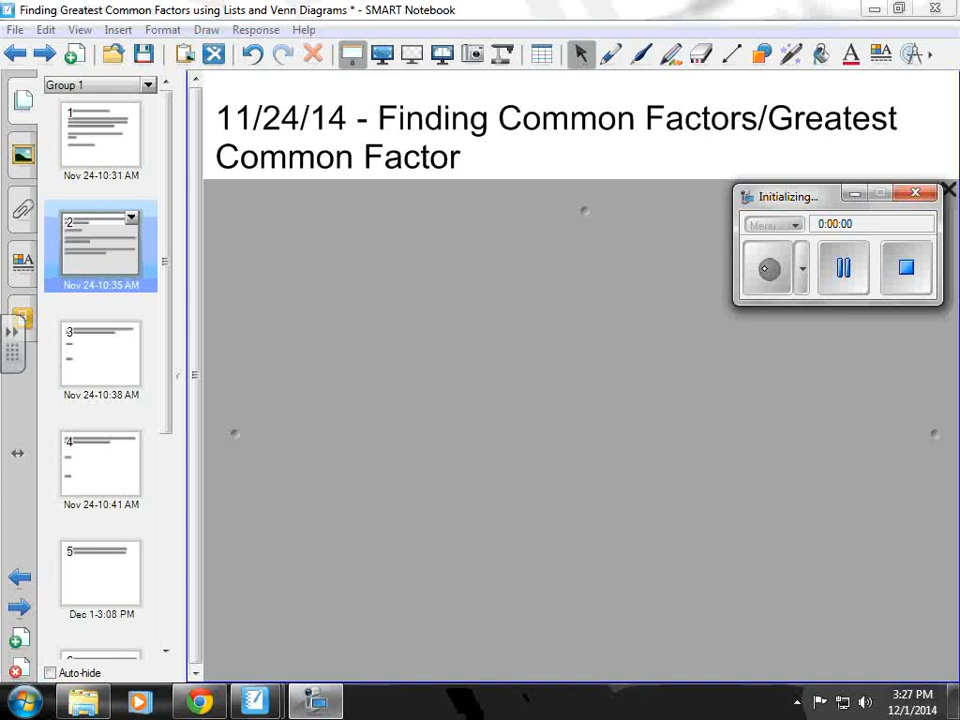 Finding Greatest Common Factors using Lists and Venn Diagrams * - SMART Notebook
File Edit View Insert Format Draw Response Help
Group 1
1
Nov 24-10:31 AM
2
Nov 24-10:35 AM
3
Nov 24-10:38 AM
4
Nov 24-10:41 AM
5
Dec 1-3:08 PM
Auto-hide
11/24/14 - Finding Common Factors/Greatest
Common Factor
Initializing...
Menu
0:00:00
3:27 PM
12/1/2014